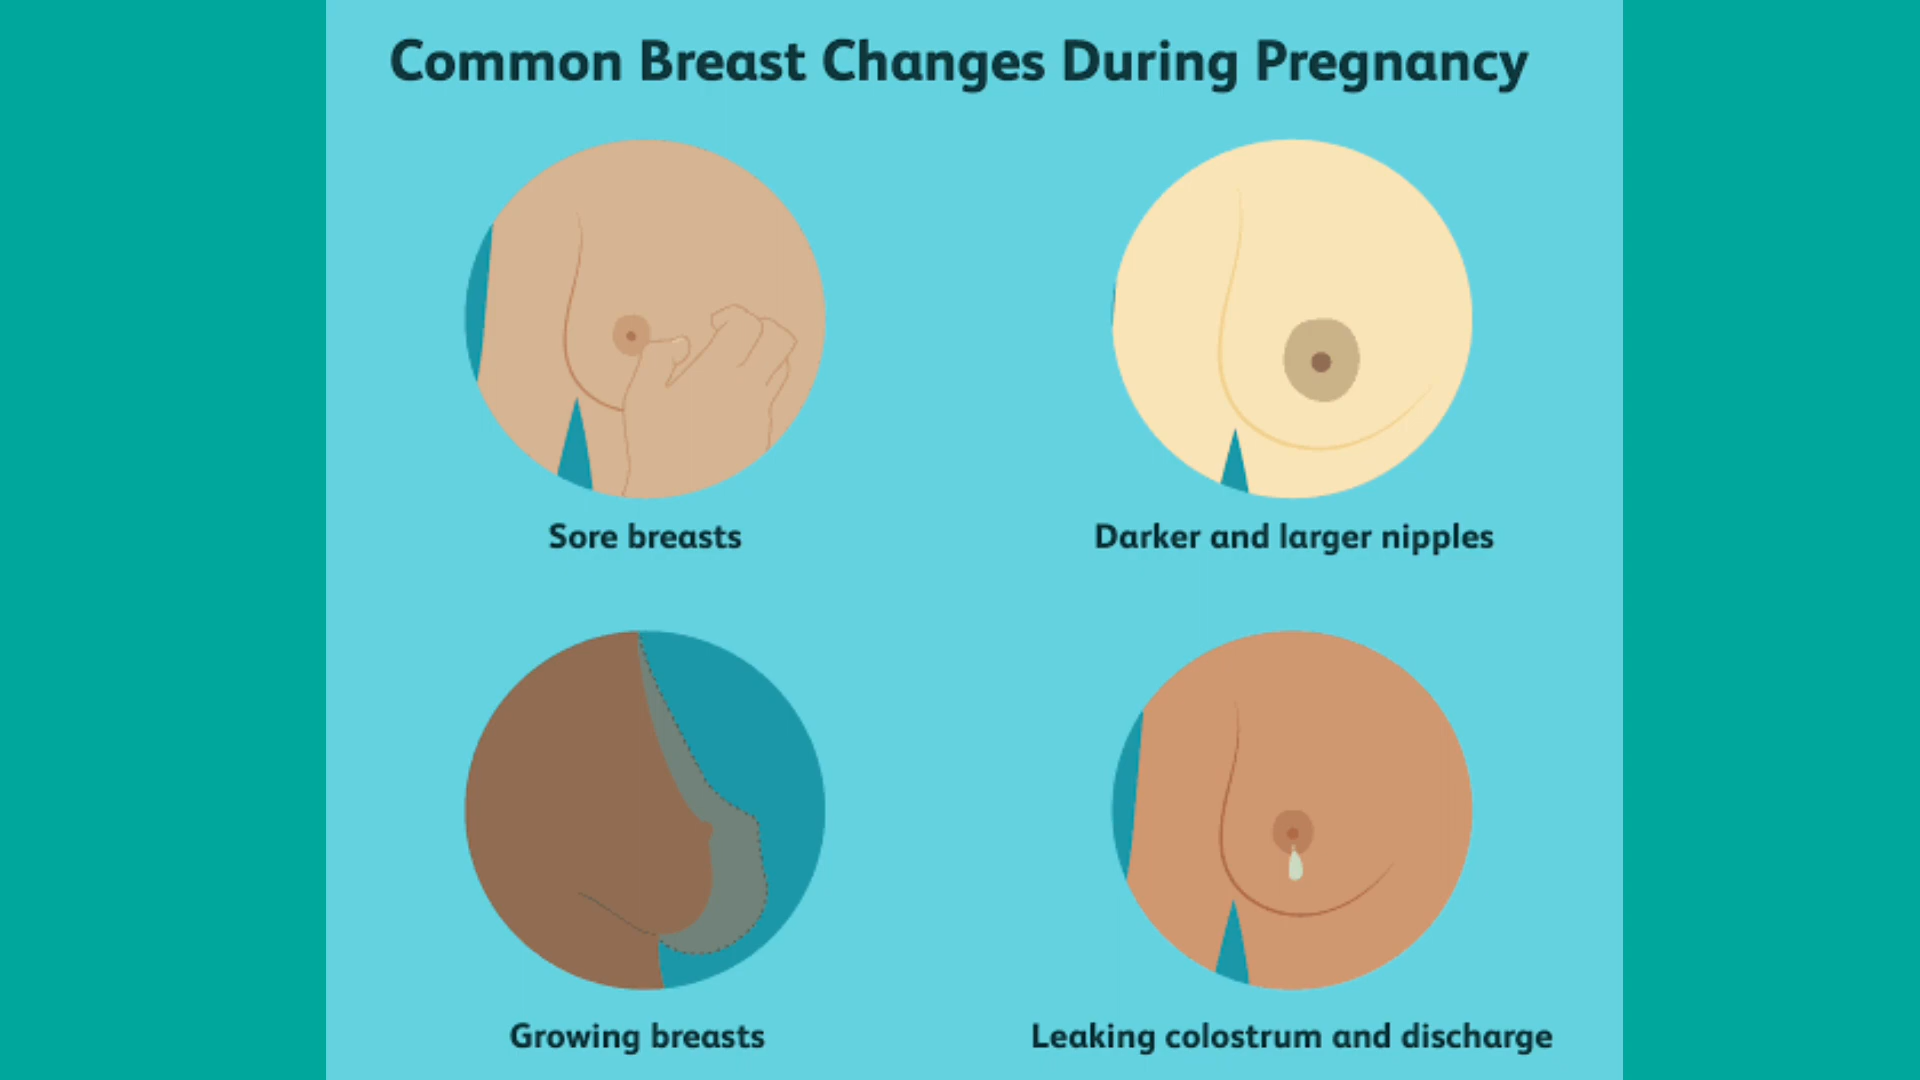 Common Breast Changes During Pregnancy
Sore breasts
Darker and larger nipples
Growing breasts
Leaking colostrum and discharge